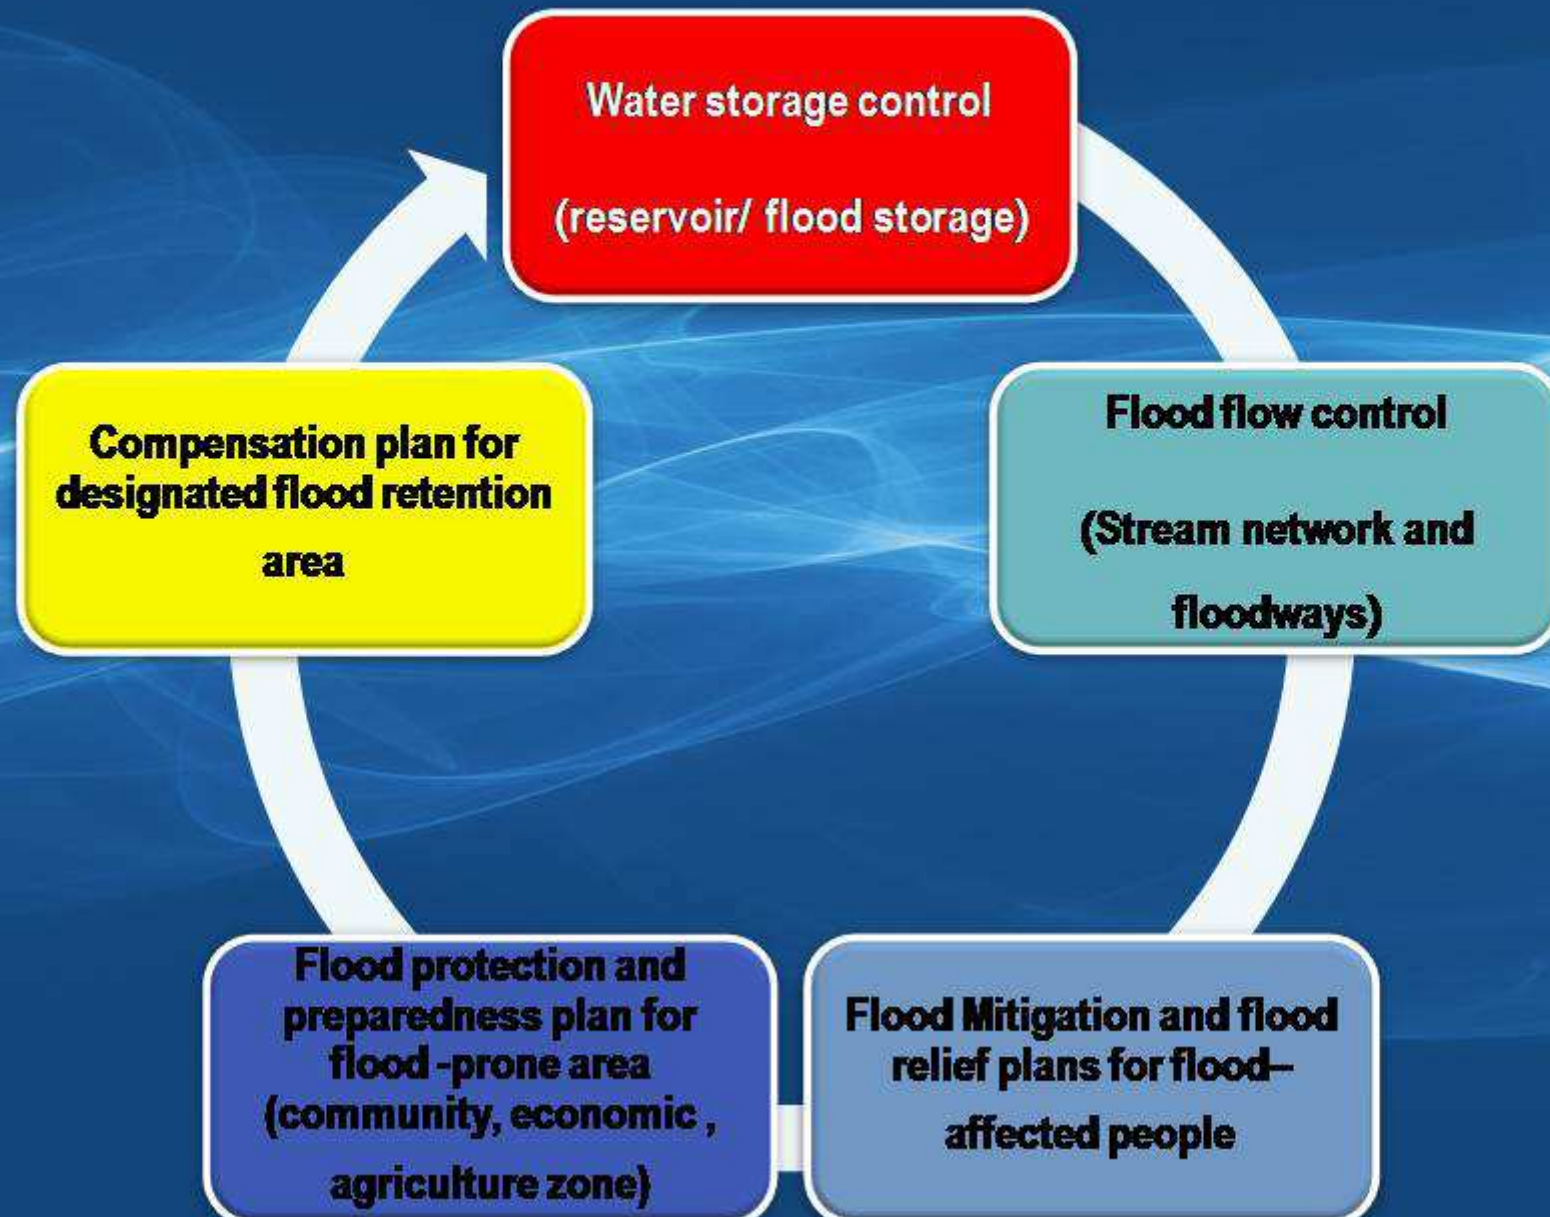 Water storage control
(reservoir/ flood storage)
Flood flow control
(Stream network and
floodways)
Flood Mitigation and flood
relief plans for flood–
affected people
Flood protection and
preparedness plan for
flood -prone area
(community, economic ,
agriculture zone)
Compensation plan for
designated flood retention
area